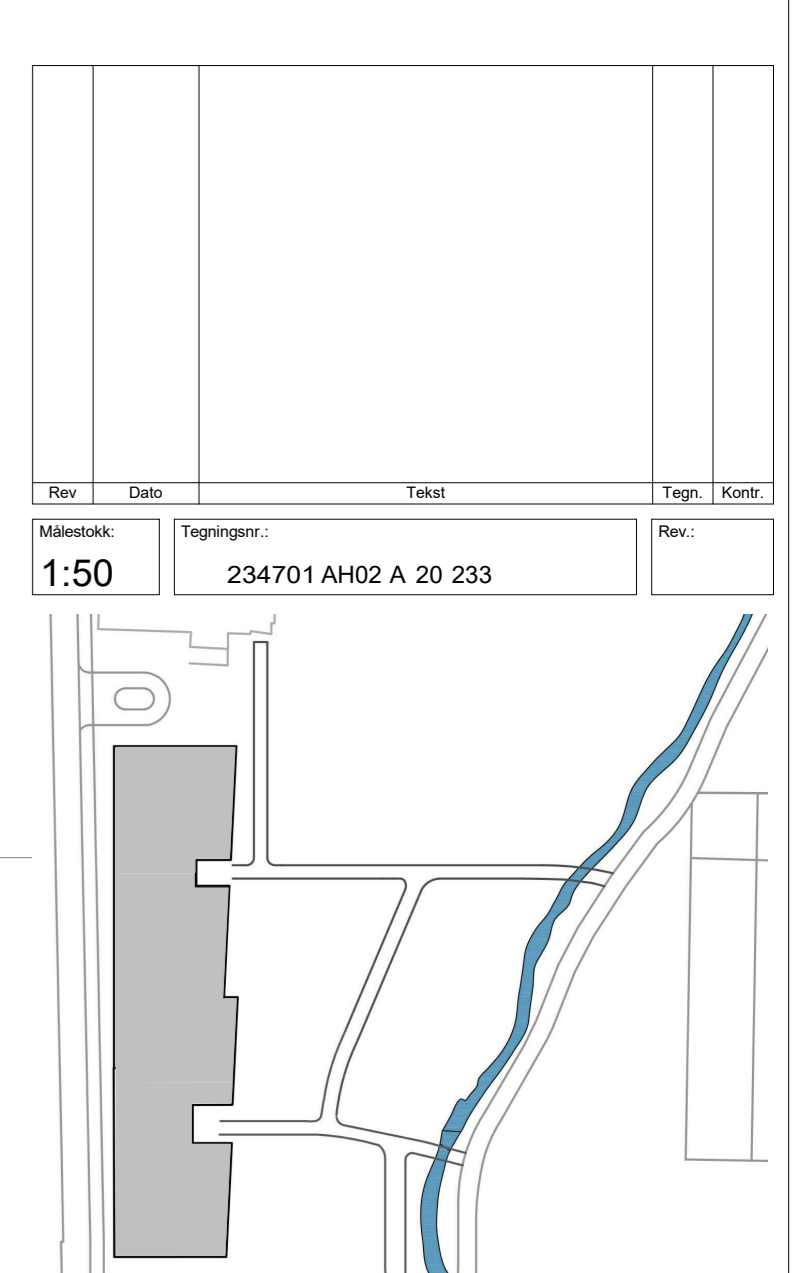 Rev Dato Tekst Tegn. Kontr.
Målestokk: Tegningsnr.: Rev.:
1:50 234701 AH02 A 20 233